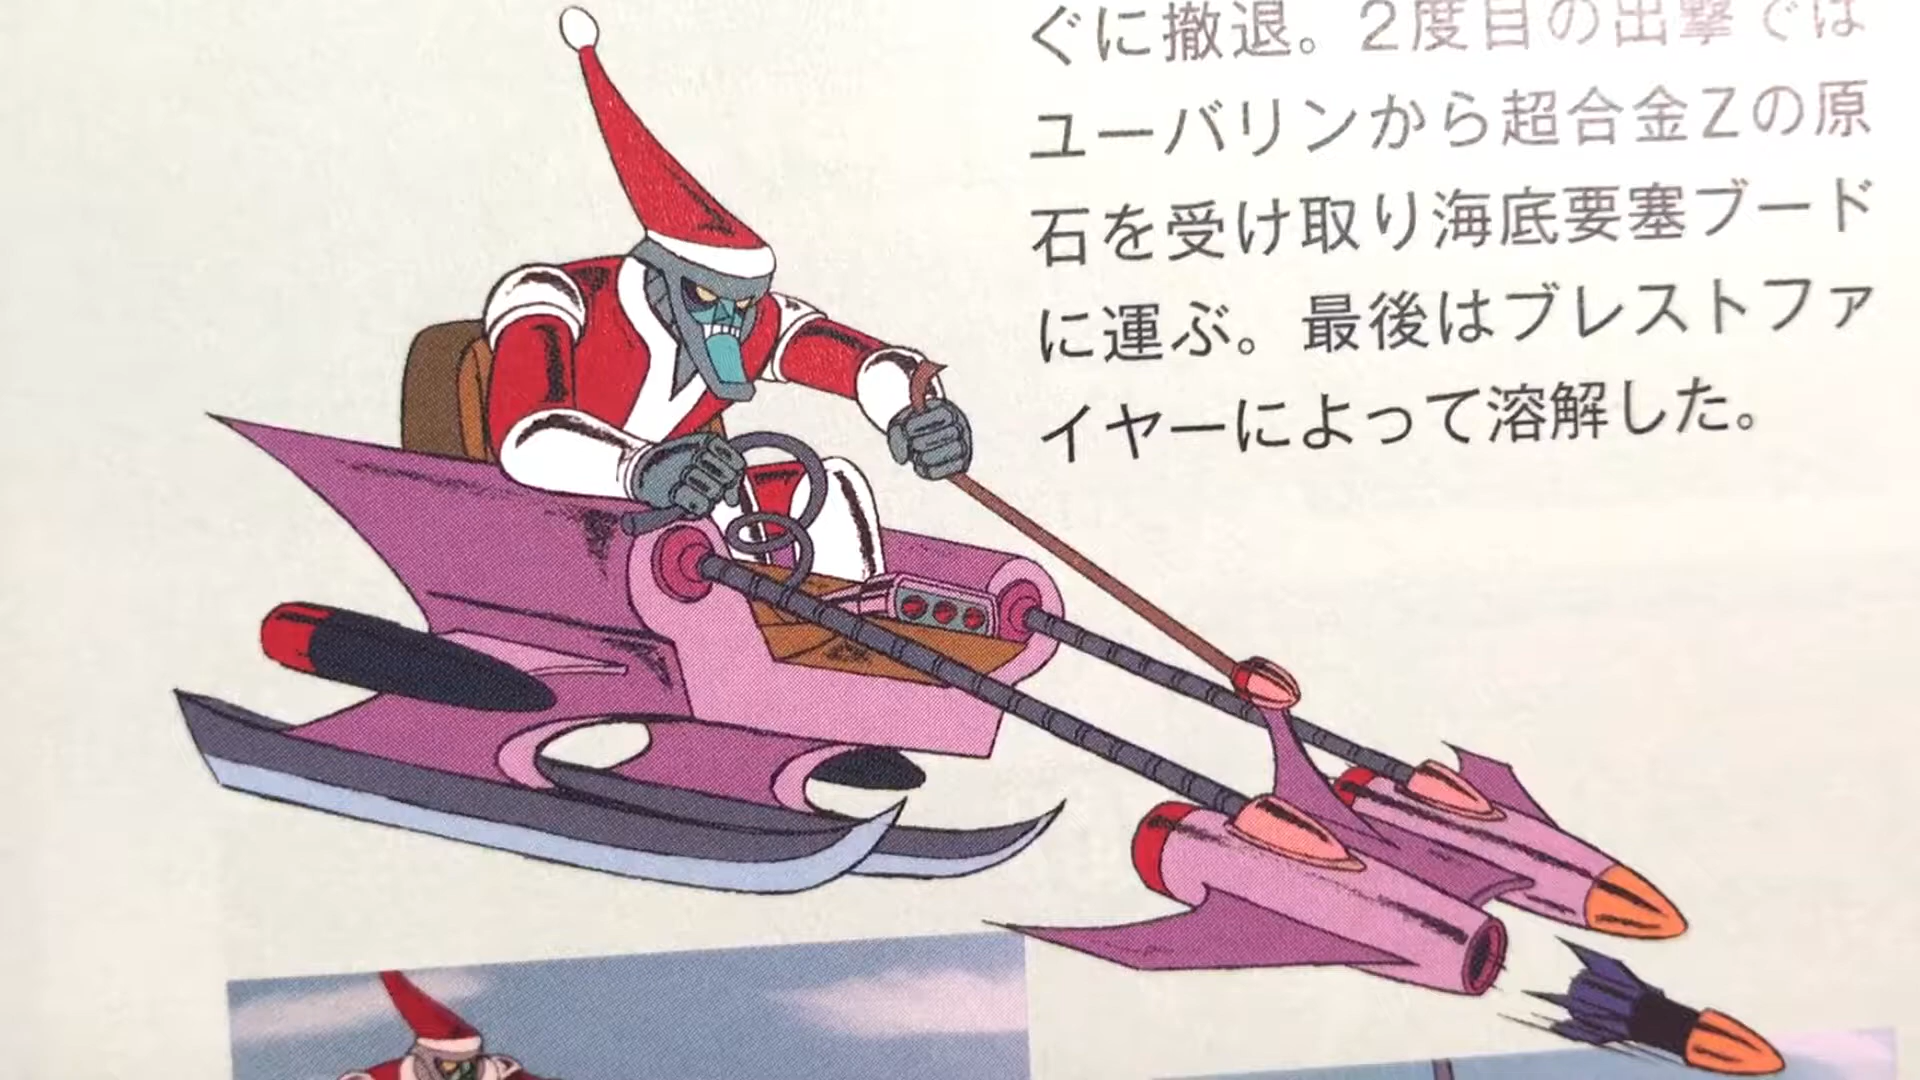 ぐに撤退。2度目の出撃では
ユーバリンから超合金Zの原
石を受け取り海底要塞ブード
に運ぶ。最後はブレストファ
イヤーによって溶解した。